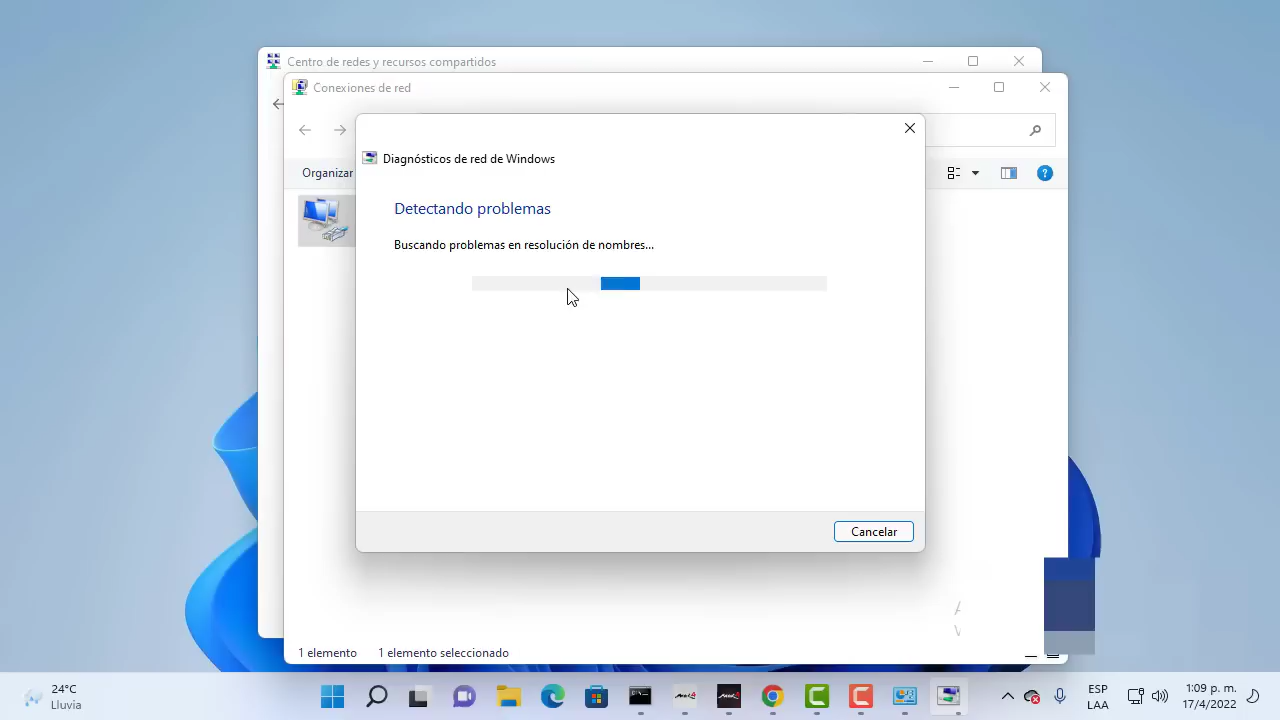 Centro de redes y recursos compartidos
Conexiones de red
Diagnósticos de red de Windows
Organizar
Detectando problemas
Buscando problemas en resolución de nombres...
Cancelar
1 elemento 1 elemento seleccionado
24°C
Lluvia
ESP
LAA
1:09 p. m.
17/4/2022